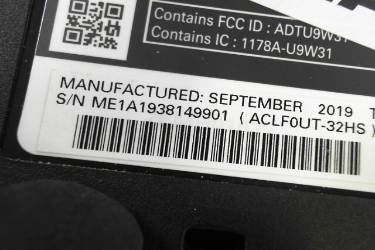 Contains FCC ID : ADTU9W31
Contains IC : 1178A-U9W31
MANUFACTURED: SEPTEMBER 2019
S/N ME1A1938149901 ( ACLF0UT-32HS )